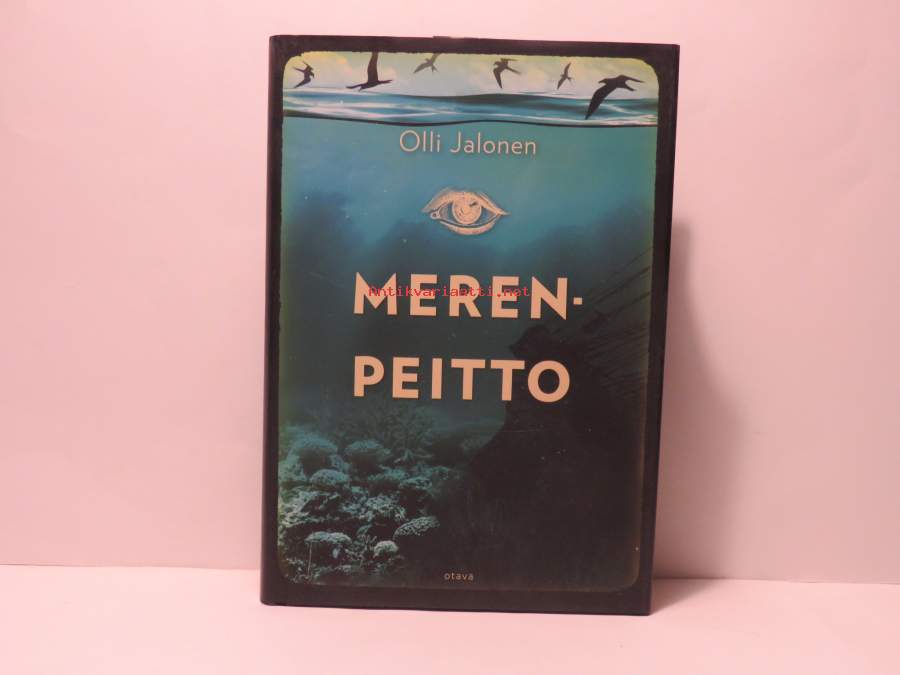 Olli Jalonen
MEREN-
Antikvariaatti.net
PEITTO
otava